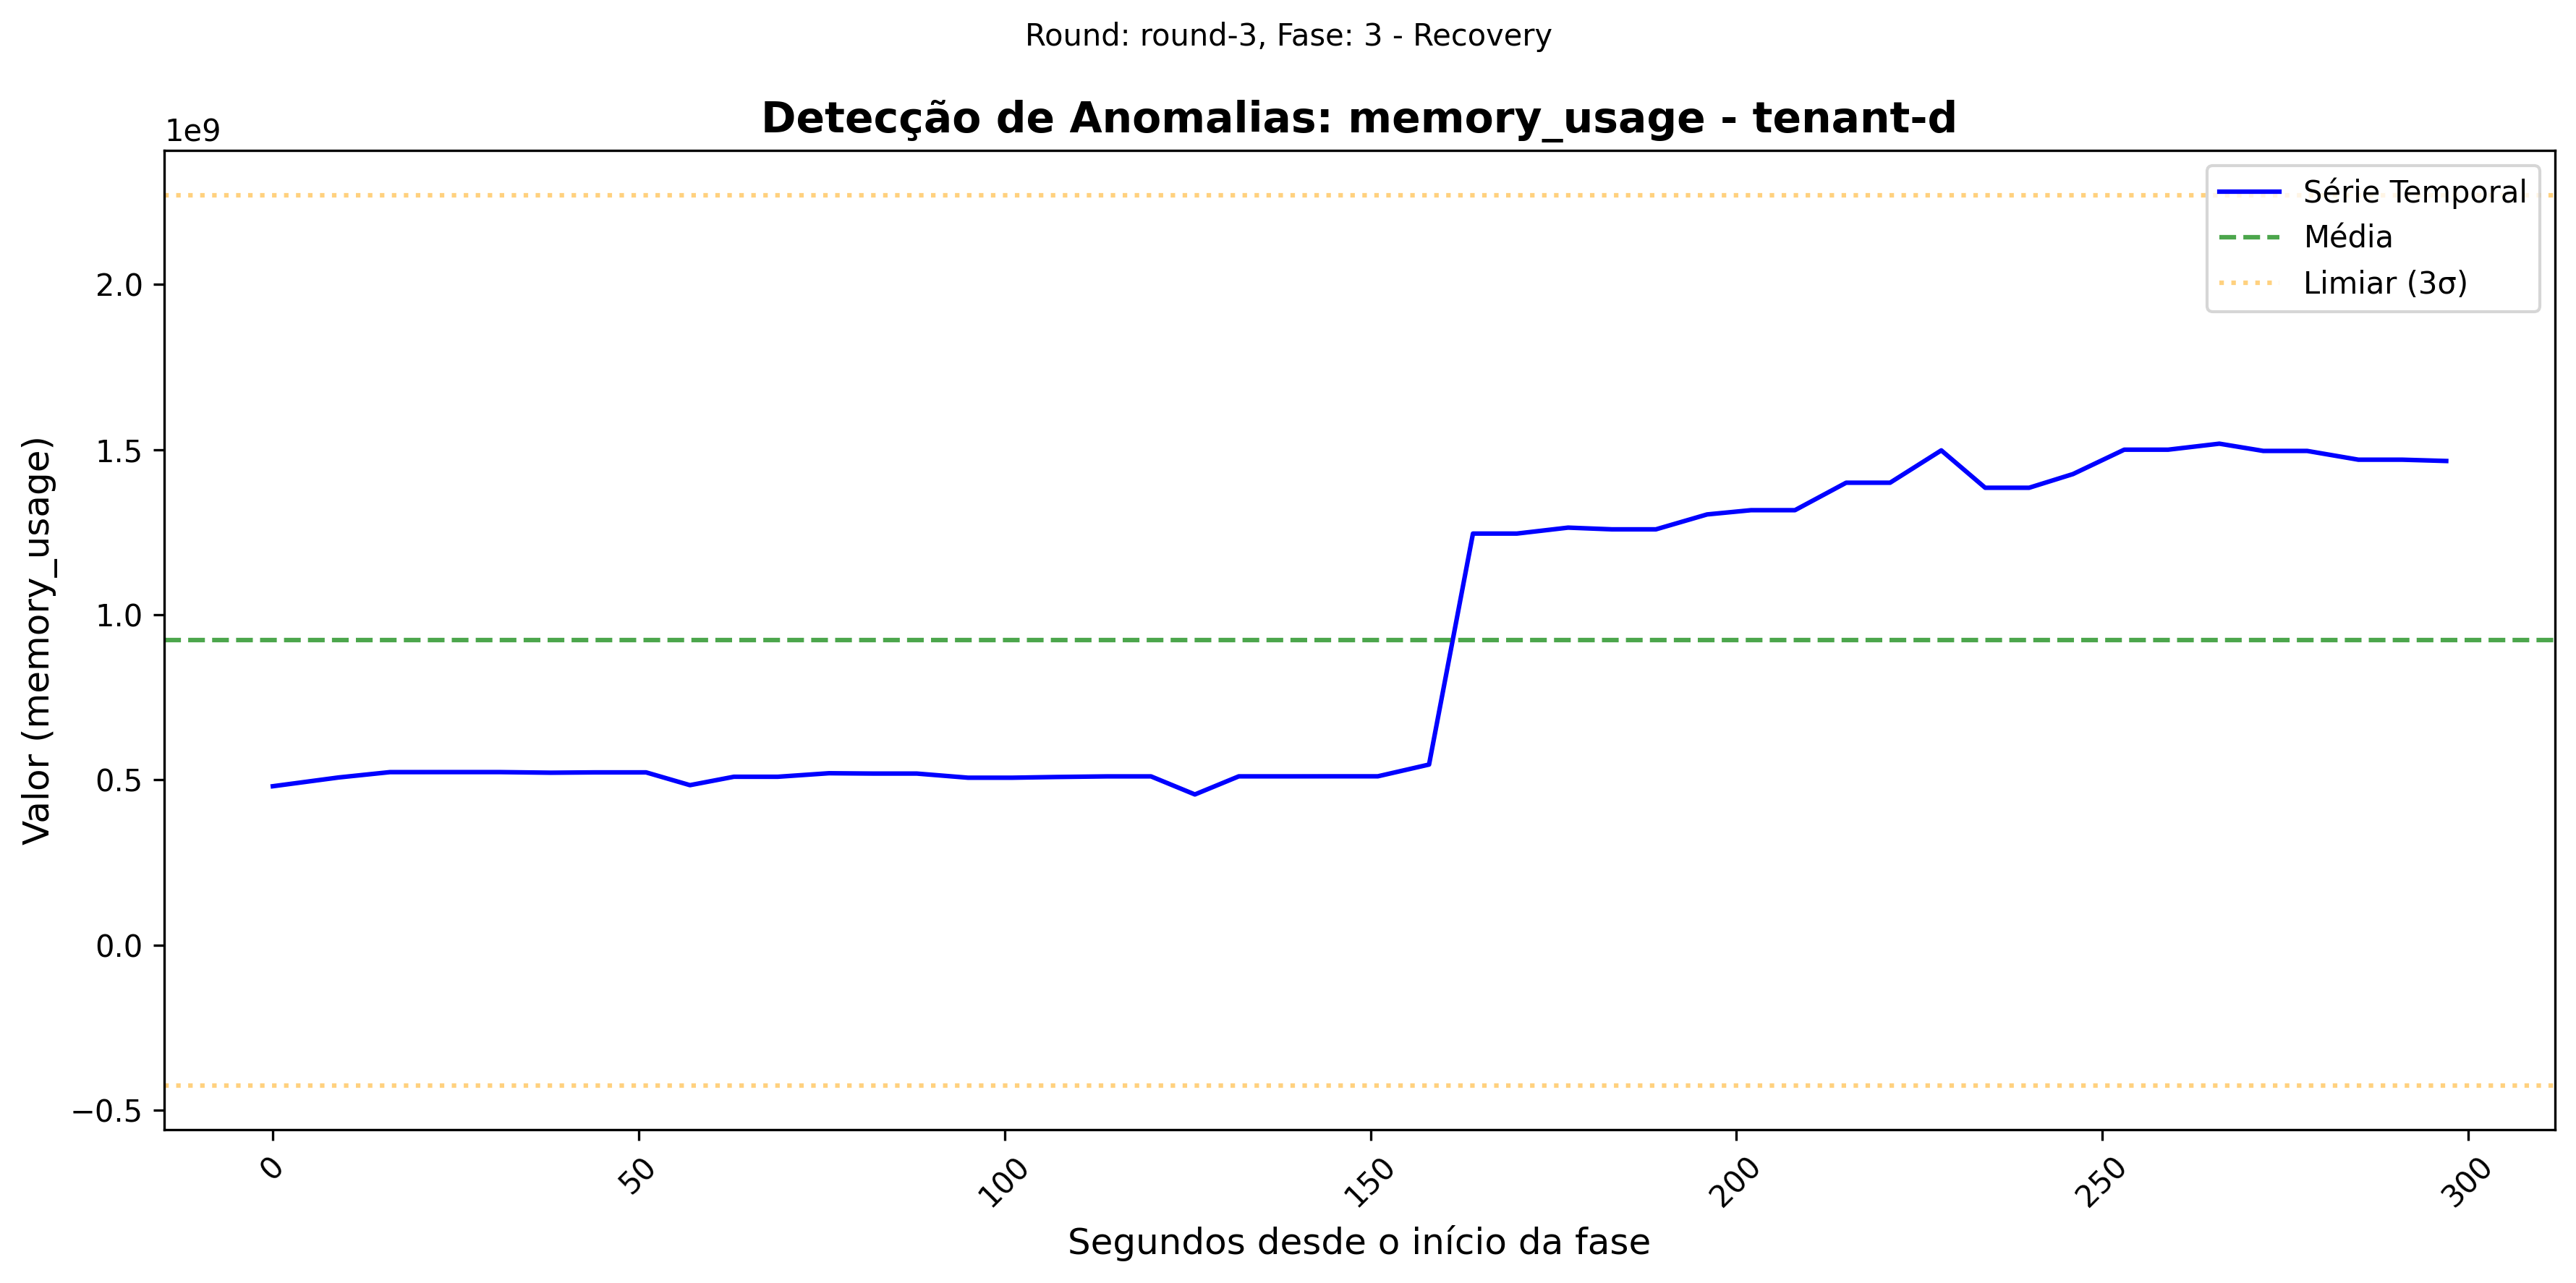 Round: round-3, Fase: 3 - Recovery
Detecção de Anomalias: memory_usage - tenant-d
1e9
Série Temporal
Média
Limiar (3σ)
2.0
1.5
1.0
0.5
0.0
−0.5
Valor (memory_usage)
0
50
100
150
200
250
300
Segundos desde o início da fase